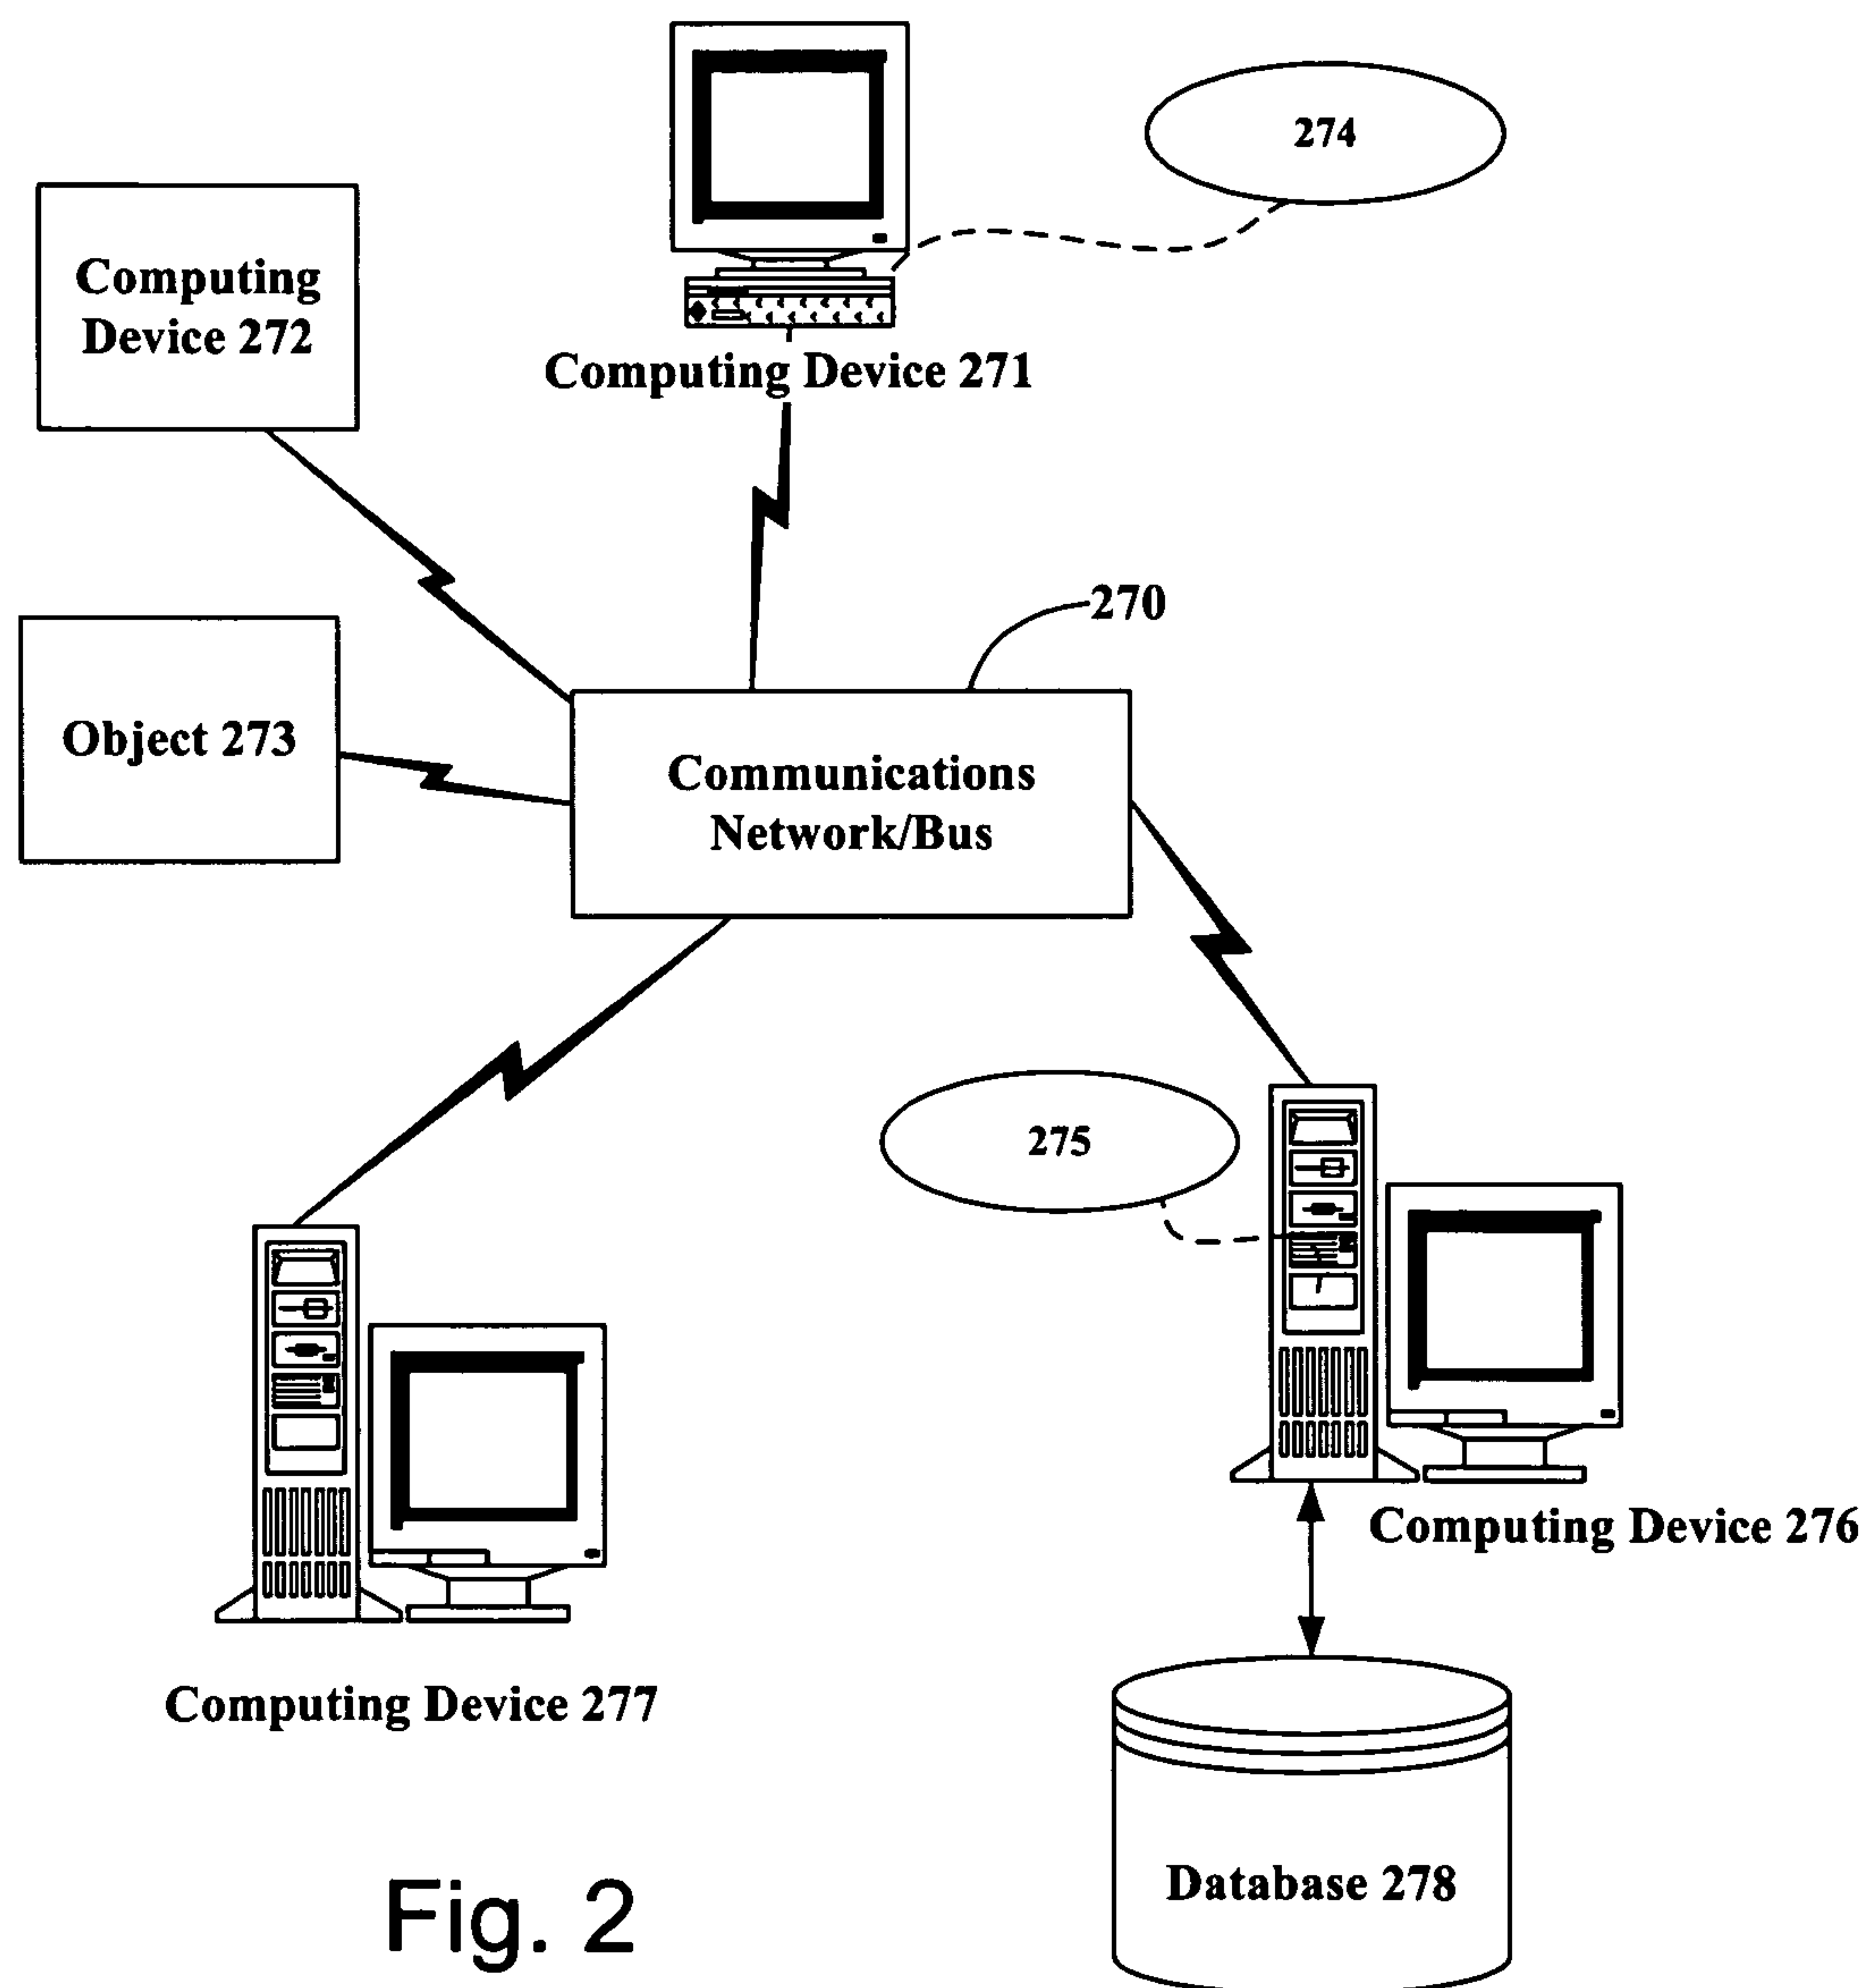 274
Computing
Device 272
Computing Device 271
270
Object 273
Communications
Network/Bus
275
Computing Device 276
Computing Device 277
Database 278
Fig. 2